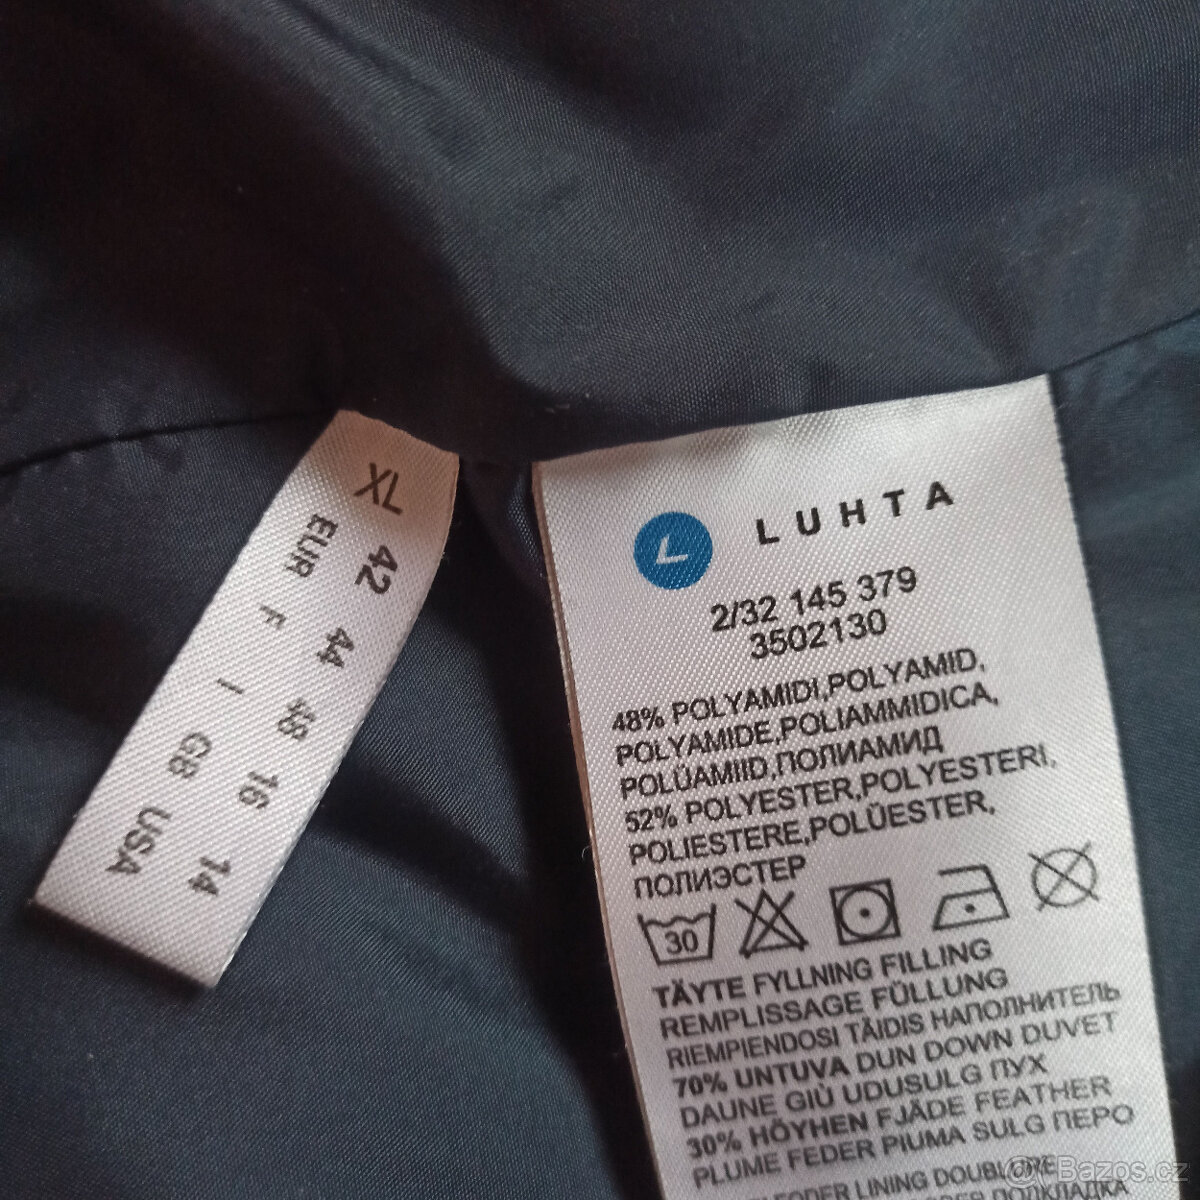 XL
42 44 48 16 14
EUR F I GB USA
L LUHTA
2/32 145 379
3502130
48% POLYAMIDI,POLYAMID,
POLYAMIDE,POLIAMMIDICA,
POLÜAMIID,ПОЛИАМИД
52% POLYESTER,POLYESTERI,
POLIESTERE,POLÜESTER,
ПОЛИЭСТЕР
30
TÄYTE FYLLNING FILLING
REMPLISSAGE FÜLLUNG
RIEMPIENDOSI TÄIDIS НАПОЛНИТЕЛЬ
70% UNTUVA DUN DOWN DUVET
DAUNE GIÙ UDUSULG ПУХ
30% HÖYHEN FJÄDE FEATHER
PLUME FEDER PIUMA SULG ПЕРО
FODER LINING DOUBLURE
Bazos.cz